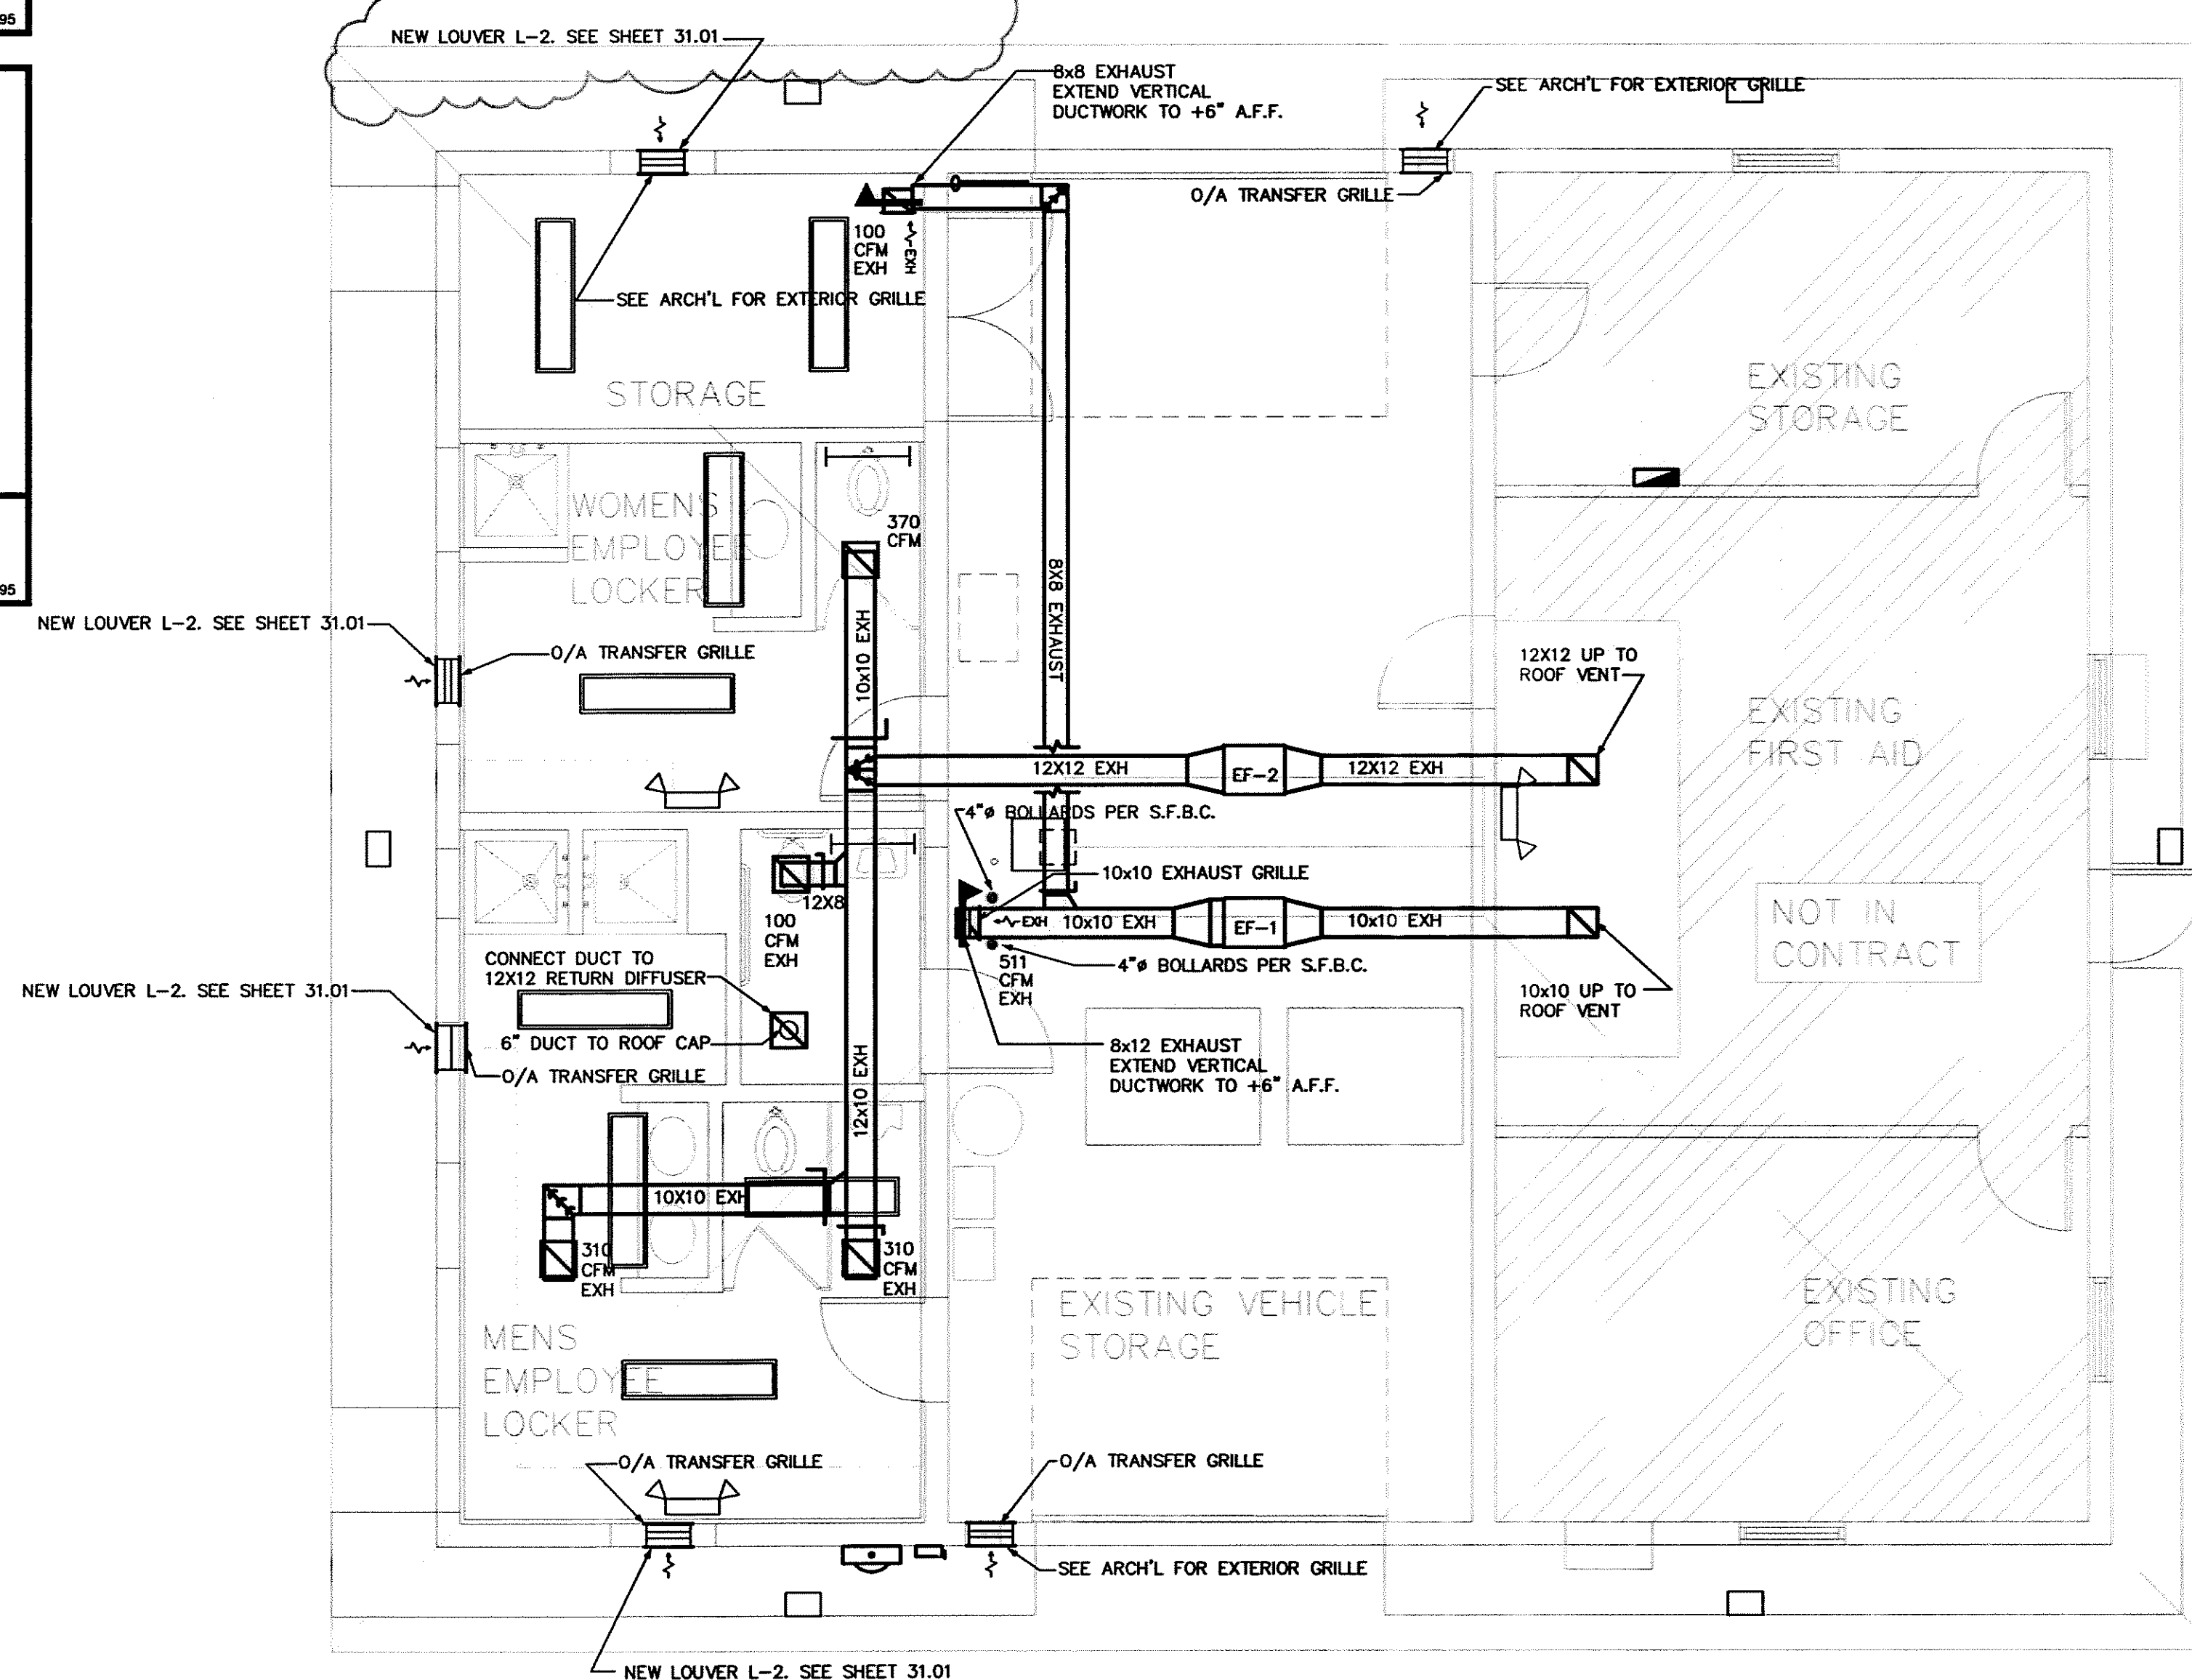 95
NEW LOUVER L-2. SEE SHEET 31.01
8x8 EXHAUST
EXTEND VERTICAL
DUCTWORK TO +6" A.F.F.
SEE ARCH'L FOR EXTERIOR GRILLE
O/A TRANSFER GRILLE
100
CFM
EXH
EXH
SEE ARCH'L FOR EXTERIOR GRILLE
STORAGE
EXISTING
STORAGE
WOMENS
EMPLOYEE
LOCKER
370
CFM
10x10 EXH
8X8 EXHAUST
95
NEW LOUVER L-2. SEE SHEET 31.01
O/A TRANSFER GRILLE
12X12 UP TO
ROOF VENT
EXISTING
FIRST AID
12X12 EXH
EF-2
12X12 EXH
4"ø BOLLARDS PER S.F.B.C.
10x10 EXHAUST GRILLE
12X8
100
CFM
EXH
EXH
10x10 EXH
EF-1
10x10 EXH
NOT IN
CONTRACT
CONNECT DUCT TO
12X12 RETURN DIFFUSER
511
CFM
EXH
4"ø BOLLARDS PER S.F.B.C.
NEW LOUVER L-2. SEE SHEET 31.01
10x10 UP TO
ROOF VENT
6" DUCT TO ROOF CAP
O/A TRANSFER GRILLE
8x12 EXHAUST
EXTEND VERTICAL
DUCTWORK TO +6" A.F.F.
12x10 EXH
10X10 EXH
310
CFM
EXH
310
CFM
EXH
EXISTING VEHICLE
STORAGE
EXISTING
OFFICE
MENS
EMPLOYEE
LOCKER
O/A TRANSFER GRILLE
O/A TRANSFER GRILLE
SEE ARCH'L FOR EXTERIOR GRILLE
NEW LOUVER L-2. SEE SHEET 31.01